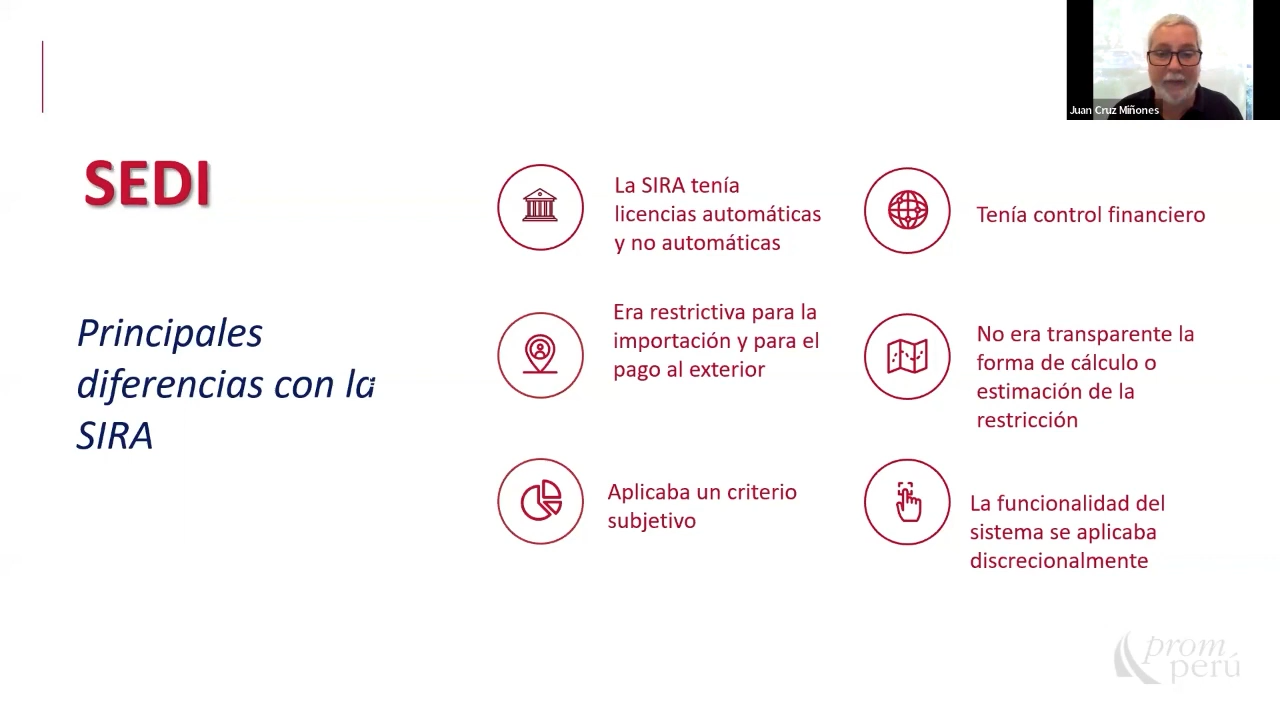 Juan Cruz Miñones
SEDI
Principales
diferencias con la
SIRA
La SIRA tenía
licencias automáticas
y no automáticas
Tenía control financiero
Era restrictiva para la
importación y para el
pago al exterior
No era transparente la
forma de cálculo o
estimación de la
restricción
Aplicaba un criterio
subjetivo
La funcionalidad del
sistema se aplicaba
discrecionalmente
prom
perú